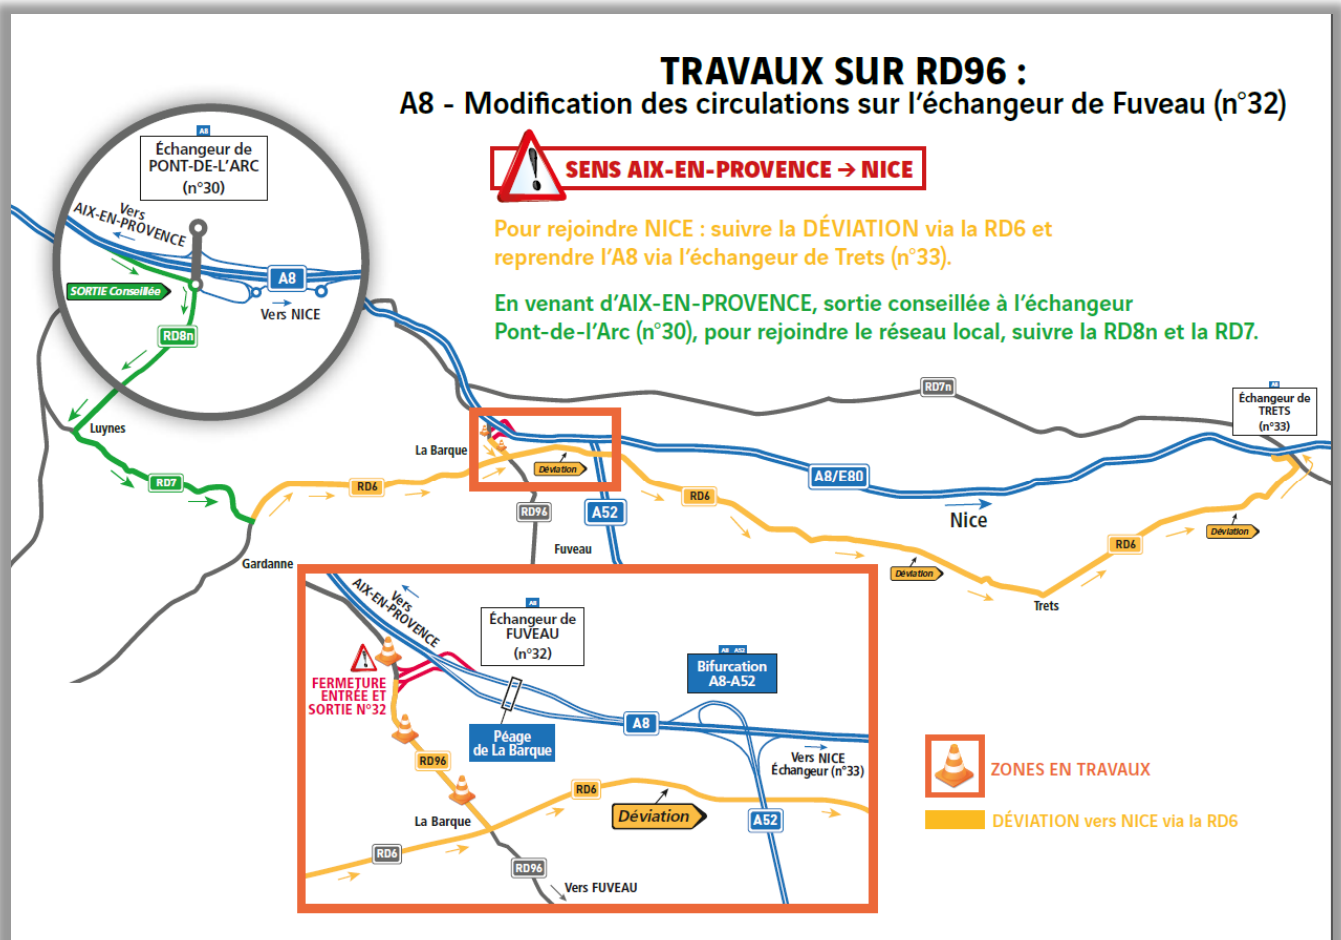 TRAVAUX SUR RD96 :
A8 - Modification des circulations sur l'échangeur de Fuveau (n°32)
SENS AIX-EN-PROVENCE → NICE
Pour rejoindre NICE : suivre la DÉVIATION via la RD6 et
reprendre l'A8 via l'échangeur de Trets (n°33).
En venant d'AIX-EN-PROVENCE, sortie conseillée à l'échangeur
Pont-de-l'Arc (n°30), pour rejoindre le réseau local, suivre la RD8n et la RD7.
A8
Échangeur de
PONT-DE-L'ARC
(n°30)
Vers
AIX-EN-PROVENCE
A8
SORTIE Conseillée
Vers NICE
RD8n
Luynes
RD7
Gardanne
RD6
La Barque
Déviation
RD96
A52
Fuveau
RD7n
A8
Échangeur de
TRETS
(n°33)
A8/E80
Nice
RD6
Déviation
Trets
RD6
Déviation
Vers
AIX-EN-PROVENCE
A8
Échangeur de
FUVEAU
(n°32)
FERMETURE
ENTRÉE ET
SORTIE N°32
Péage
de La Barque
A8
A8 A52
Bifurcation
A8-A52
Vers NICE
Échangeur (n°33)
RD96
RD6
Déviation
A52
La Barque
RD6
RD96
Vers FUVEAU
ZONES EN TRAVAUX
DÉVIATION vers NICE via la RD6